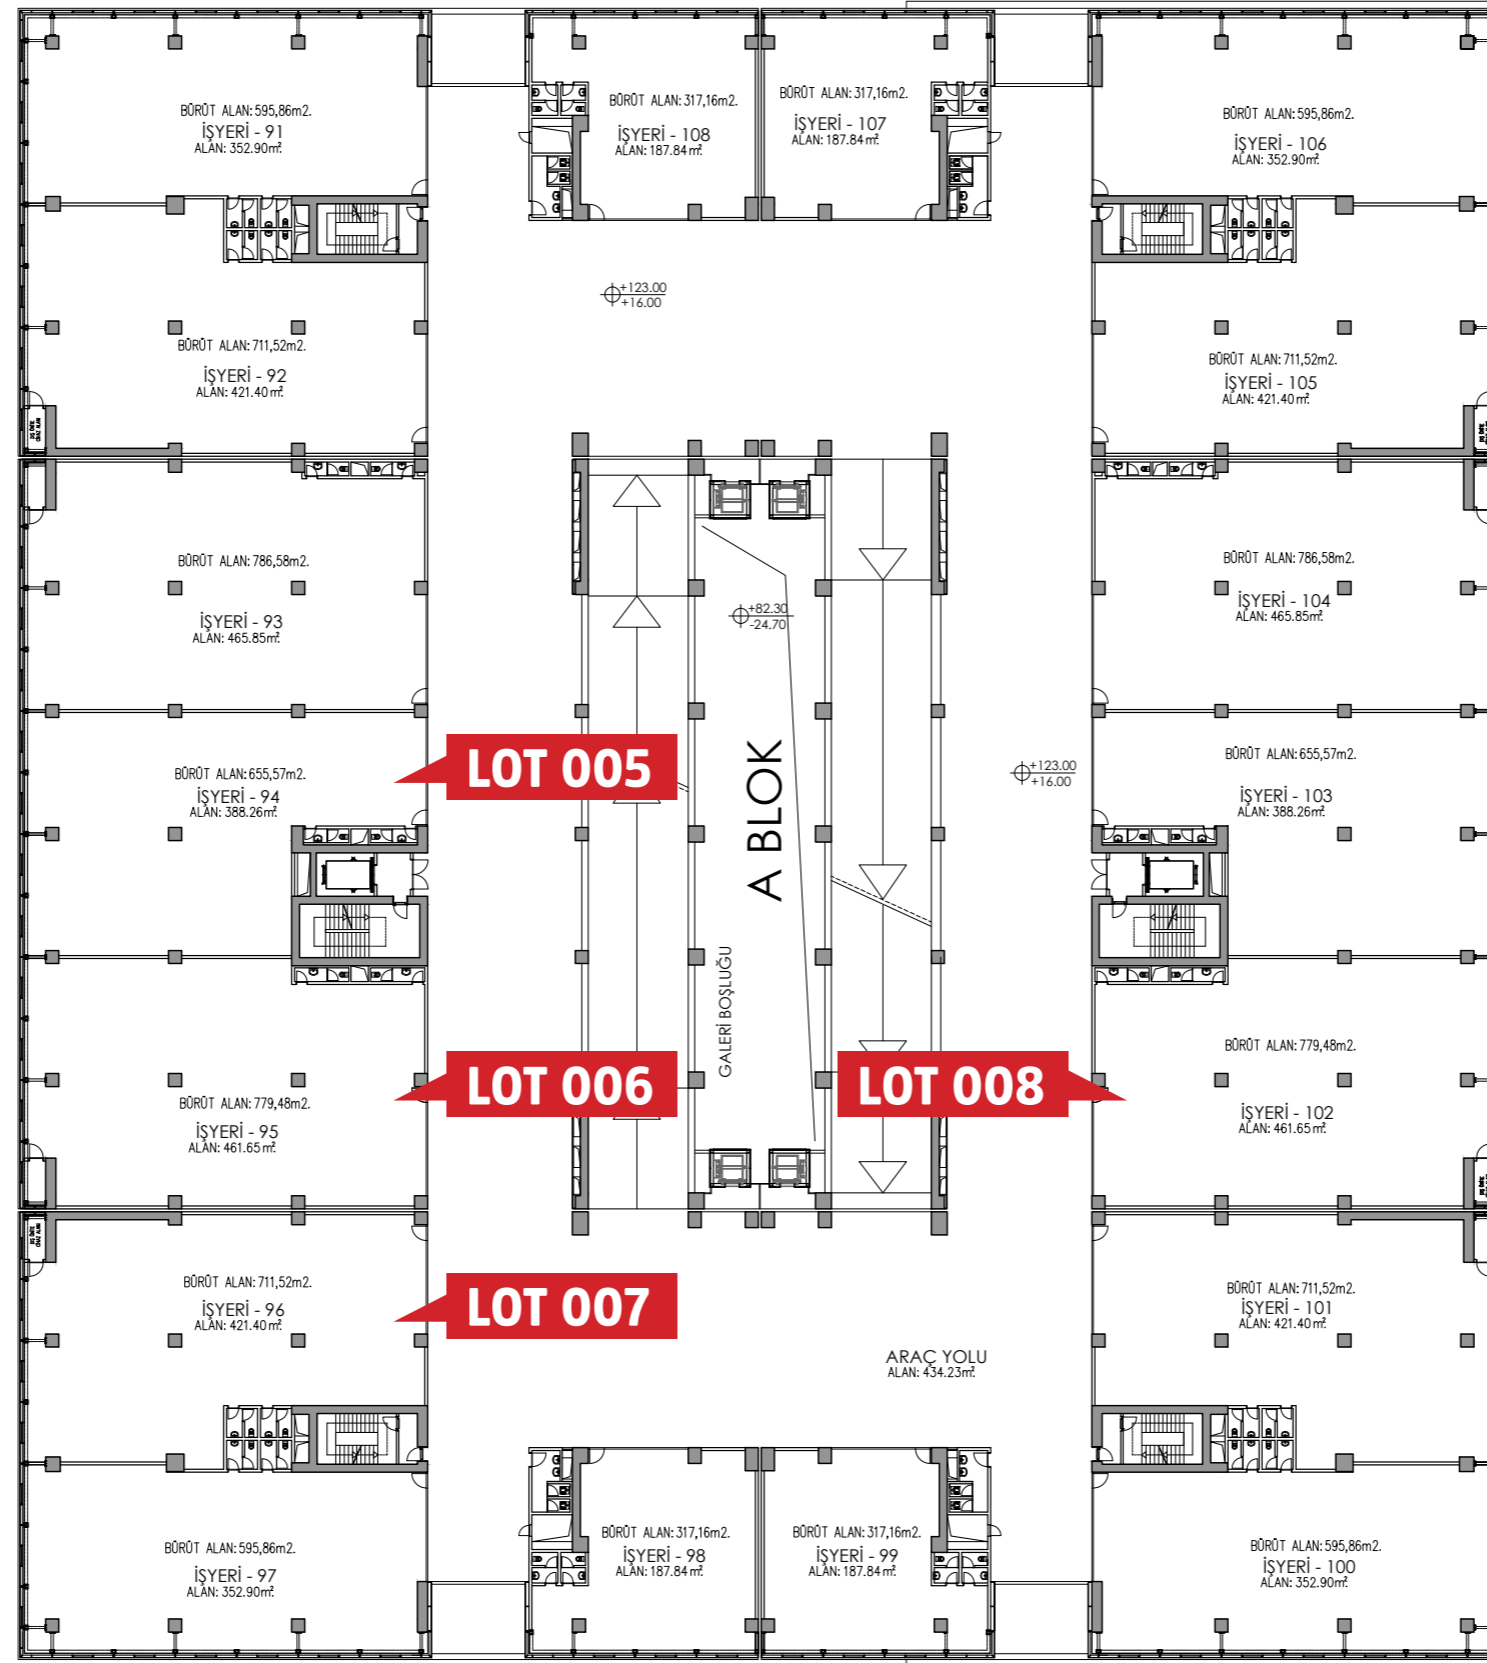 BÜRÜT ALAN: 595,86m2.
İŞYERİ - 91
ALAN: 352.90m²
BÜRÜT ALAN: 317,16m2.
İŞYERİ - 108
ALAN: 187.84m²
BÜRÜT ALAN: 317,16m2.
İŞYERİ - 107
ALAN: 187.84m²
BÜRÜT ALAN: 595,86m2.
İŞYERİ - 106
ALAN: 352.90m²
+123.00
+16.00
BÜRÜT ALAN: 711,52m2.
İŞYERİ - 92
ALAN: 421.40m²
BÜRÜT ALAN: 711,52m2.
İŞYERİ - 105
ALAN: 421.40m²
BÜRÜT ALAN: 786,58m2.
İŞYERİ - 93
ALAN: 465.85m²
+82.30
-24.70
BÜRÜT ALAN: 786,58m2.
İŞYERİ - 104
ALAN: 465.85m²
BÜRÜT ALAN: 655,57m2.
İŞYERİ - 94
ALAN: 388.26m²
LOT 005
A BLOK
+123.00
+16.00
BÜRÜT ALAN: 655,57m2.
İŞYERİ - 103
ALAN: 388.26m²
GALERİ BOŞLUĞU
BÜRÜT ALAN: 779,48m2.
İŞYERİ - 95
ALAN: 461.65m²
LOT 006
LOT 008
BÜRÜT ALAN: 779,48m2.
İŞYERİ - 102
ALAN: 461.65m²
BÜRÜT ALAN: 711,52m2.
İŞYERİ - 96
ALAN: 421.40m²
LOT 007
BÜRÜT ALAN: 711,52m2.
İŞYERİ - 101
ALAN: 421.40m²
ARAÇ YOLU
ALAN: 434.23m²
BÜRÜT ALAN: 595,86m2.
İŞYERİ - 97
ALAN: 352.90m²
BÜRÜT ALAN: 317,16m2.
İŞYERİ - 98
ALAN: 187.84m²
BÜRÜT ALAN: 317,16m2.
İŞYERİ - 99
ALAN: 187.84m²
BÜRÜT ALAN: 595,86m2.
İŞYERİ - 100
ALAN: 352.90m²